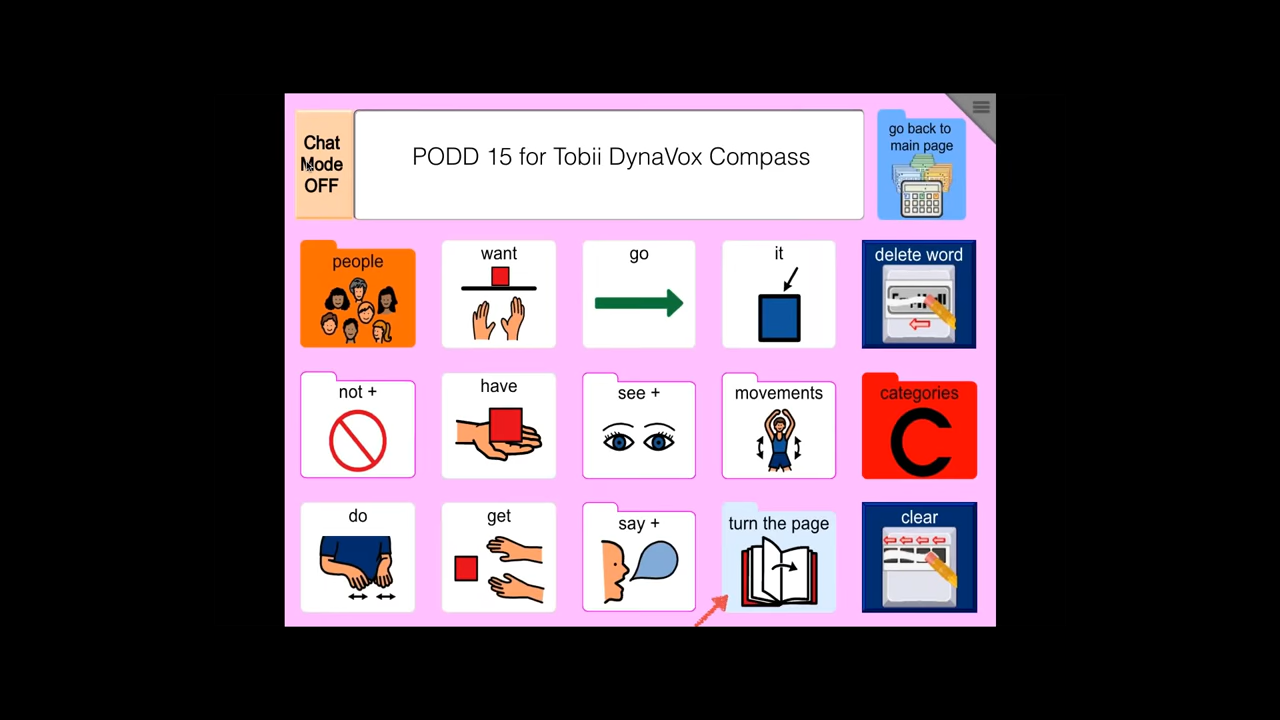 Chat
Mode
OFF
PODD 15 for Tobii DynaVox Compass
go back to
main page
people
want
go
it
delete word
not +
have
see +
movements
categories
C
do
get
say +
turn the page
clear